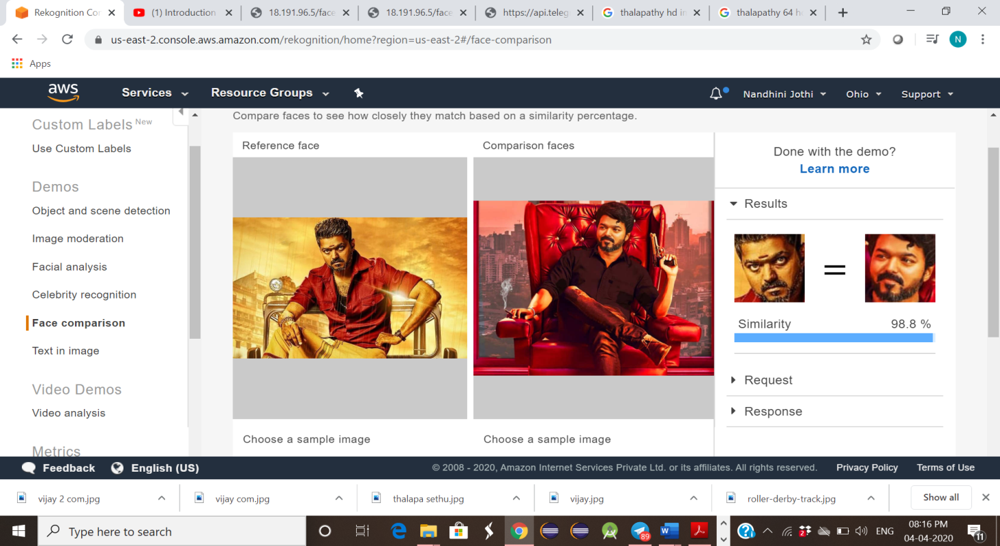 Rekognition Cor
(1) Introduction
18.191.96.5/face
18.191.96.5/face
https://api.teleg
thalapathy hd in
thalapathy 64 h
us-east-2.console.aws.amazon.com/rekognition/home?region=us-east-2#/face-comparison
N
Apps
aws
Services
Resource Groups
Nandhini Jothi
Ohio
Support
Custom Labels New
Use Custom Labels
Demos
Object and scene detection
Image moderation
Facial analysis
Celebrity recognition
Face comparison
Text in image
Video Demos
Video analysis
Metrics
Compare faces to see how closely they match based on a similarity percentage.
Reference face
Comparison faces
Choose a sample image
Choose a sample image
Done with the demo?
Learn more
Results
=
Similarity 98.8 %
Request
Response
Feedback
English (US)
© 2008 - 2020, Amazon Internet Services Private Ltd. or its affiliates. All rights reserved.
Privacy Policy
Terms of Use
vijay 2 com.jpg
vijay com.jpg
thalapa sethu.jpg
vijay.jpg
roller-derby-track.jpg
Show all
Type here to search
89
W
2
ENG
08:16 PM
04-04-2020
11